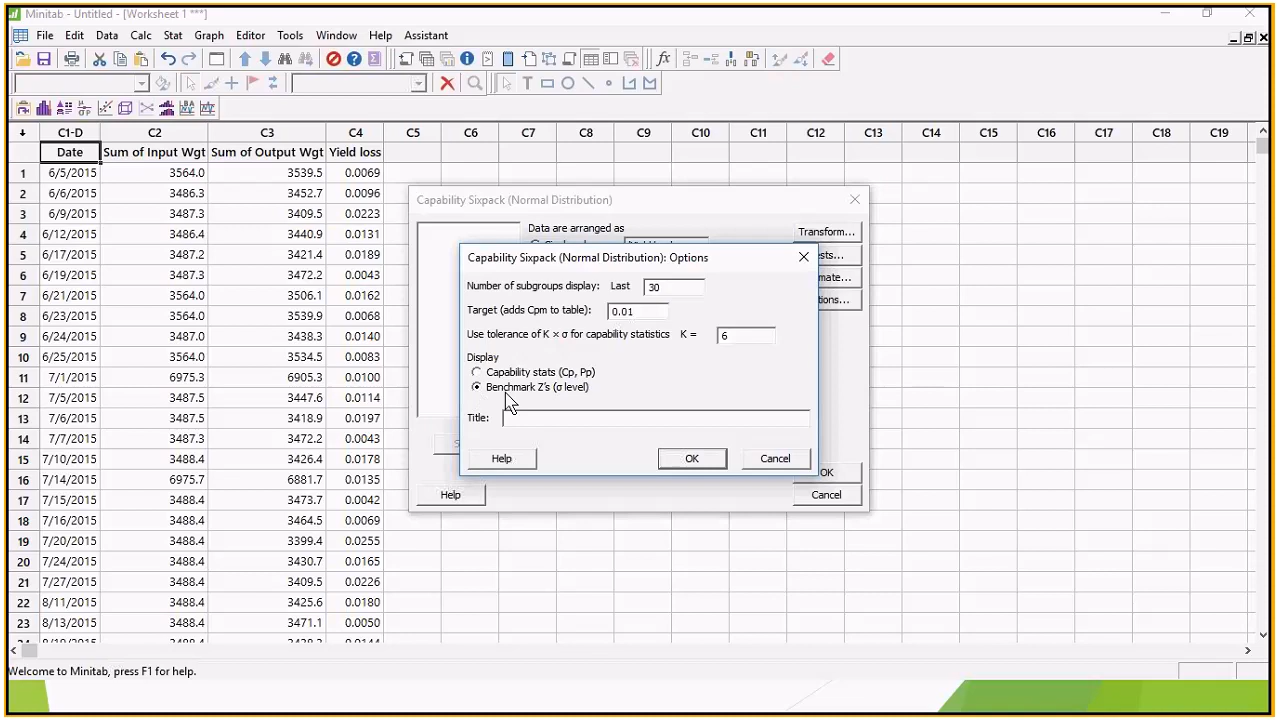 Minitab - Untitled - [Worksheet 1 ***]
File Edit Data Calc Stat Graph Editor Tools Window Help Assistant
C1-D C2 C3 C4 C5 C6 C7 C8 C9 C10 C11 C12 C13 C14 C15 C16 C17 C18 C19
Date Sum of Input Wgt Sum of Output Wgt Yield loss
1 6/5/2015 3564.0 3539.5 0.0069
2 6/6/2015 3486.3 3452.7 0.0096
3 6/9/2015 3487.3 3409.5 0.0223
4 6/12/2015 3486.4 3440.9 0.0131
5 6/17/2015 3487.2 3421.4 0.0189
6 6/19/2015 3487.3 3472.2 0.0043
7 6/21/2015 3564.0 3506.1 0.0162
8 6/23/2015 3564.0 3539.9 0.0068
9 6/24/2015 3487.0 3438.3 0.0140
10 6/25/2015 3564.0 3534.5 0.0083
11 7/1/2015 6975.3 6905.3 0.0100
12 7/5/2015 3487.5 3447.6 0.0114
13 7/6/2015 3487.5 3418.9 0.0197
14 7/7/2015 3487.3 3472.2 0.0043
15 7/10/2015 3488.4 3426.4 0.0178
16 7/14/2015 6975.7 6881.7 0.0135
17 7/15/2015 3488.4 3473.7 0.0042
18 7/16/2015 3488.4 3464.5 0.0069
19 7/20/2015 3488.4 3399.4 0.0255
20 7/24/2015 3488.4 3430.7 0.0165
21 7/27/2015 3488.4 3409.5 0.0226
22 8/11/2015 3488.4 3425.6 0.0180
23 8/13/2015 3488.4 3471.1 0.0050
Capability Sixpack (Normal Distribution)
Data are arranged as
Transform...
Capability Sixpack (Normal Distribution): Options
Number of subgroups display: Last 30
Target (adds Cpm to table): 0.01
Use tolerance of K × σ for capability statistics K = 6
Display
Capability stats (Cp, Pp)
Benchmark Z's (σ level)
Title:
Help OK Cancel
OK
Help Cancel
Welcome to Minitab, press F1 for help.